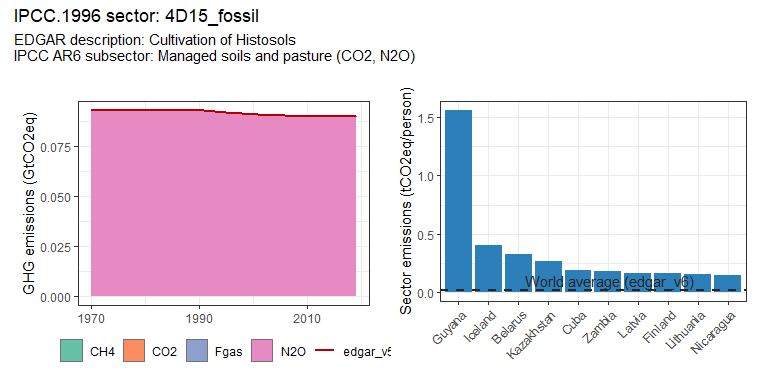 IPCC.1996 sector: 4D15_fossil
EDGAR description: Cultivation of Histosols
IPCC AR6 subsector: Managed soils and pasture (CO2, N2O)
GHG emissions (GtCO2eq)
0.075
0.050
0.025
0.000
1970
1990
2010
CH4
CO2
Fgas
N2O
edgar_v5
Sector emissions (tCO2eq/person)
1.5
1.0
0.5
0.0
World average (edgar_v6)
Guyana
Iceland
Belarus
Kazakhstan
Cuba
Zambia
Latvia
Finland
Lithuania
Nicaragua